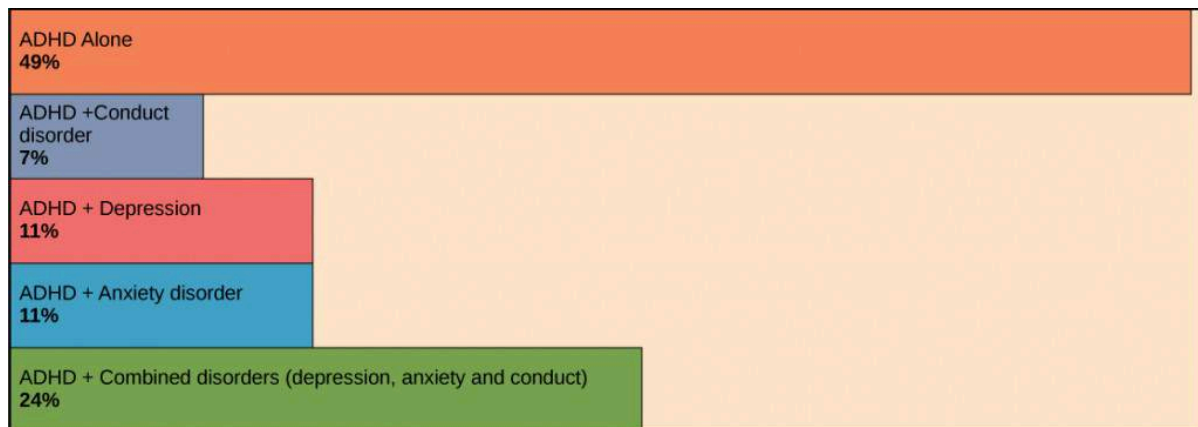 ADHD Alone
49%
ADHD +Conduct
disorder
7%
ADHD + Depression
11%
ADHD + Anxiety disorder
11%
ADHD + Combined disorders (depression, anxiety and conduct)
24%